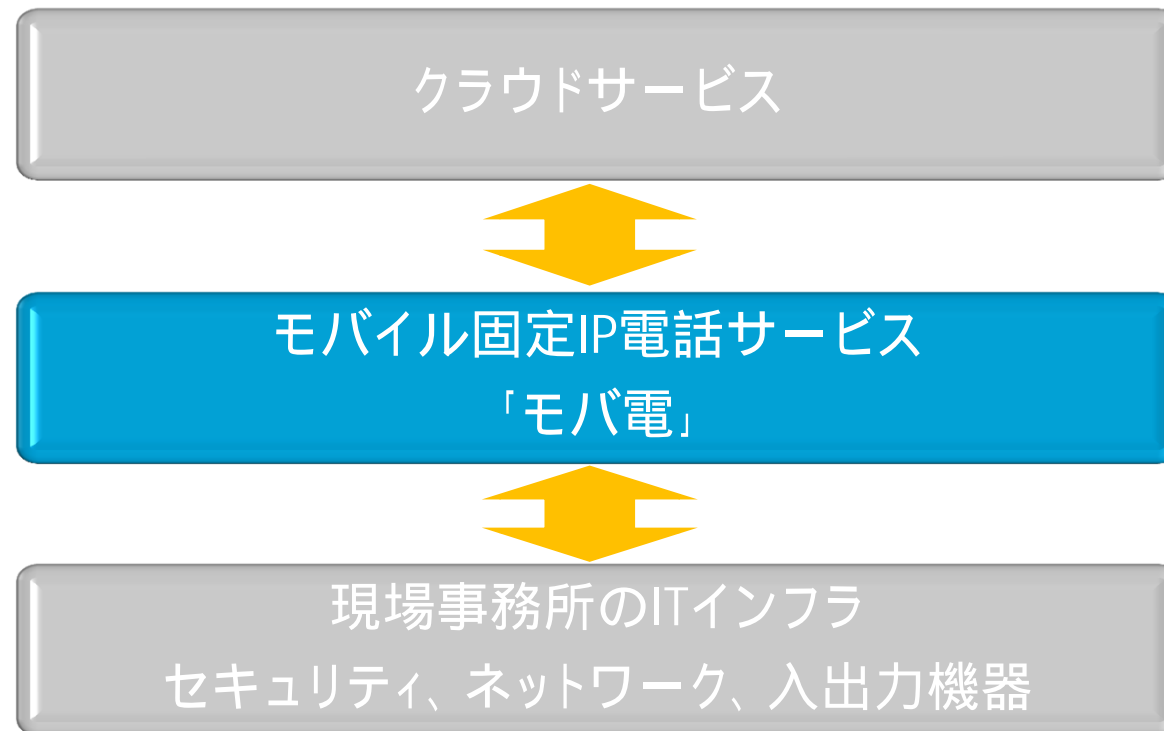 クラウドサービス
モバイル固定IP電話サービス
「モバ電」
現場事務所のITインフラ
セキュリティ、ネットワーク、入出力機器